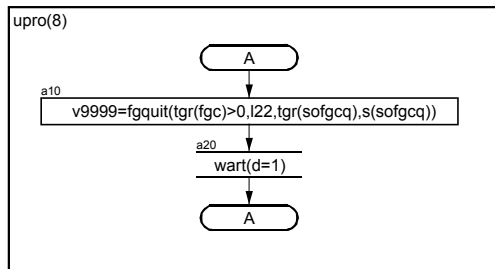 upro(8)
A
a10
v9999=fgquit(tgr(fgc)>0,l22,tgr(sofgcq),s(sofgcq))
a20
wart(d=1)
A